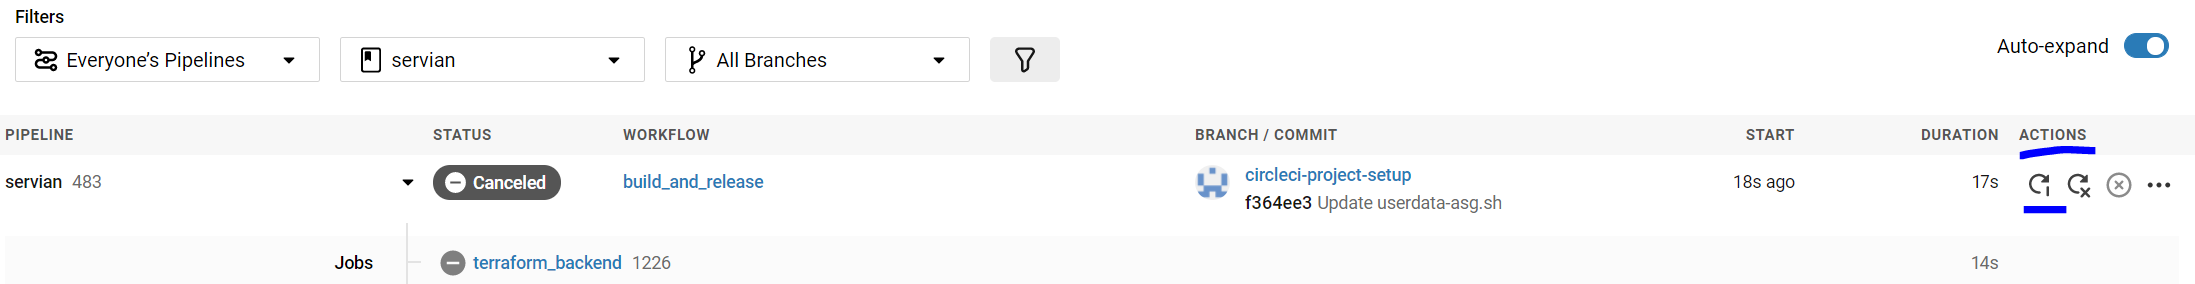 Filters
Everyone’s Pipelines servian All Branches Auto-expand
PIPELINE STATUS WORKFLOW BRANCH / COMMIT START DURATION ACTIONS
servian 483 Canceled build_and_release circleci-project-setup 18s ago 17s
f364ee3 Update userdata-asg.sh
Jobs terraform_backend 1226 14s